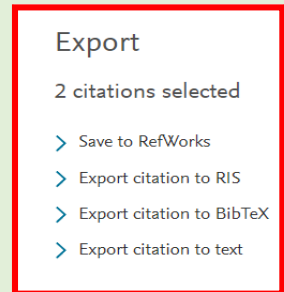 Export
2 citations selected
Save to RefWorks
Export citation to RIS
Export citation to BibTeX
Export citation to text